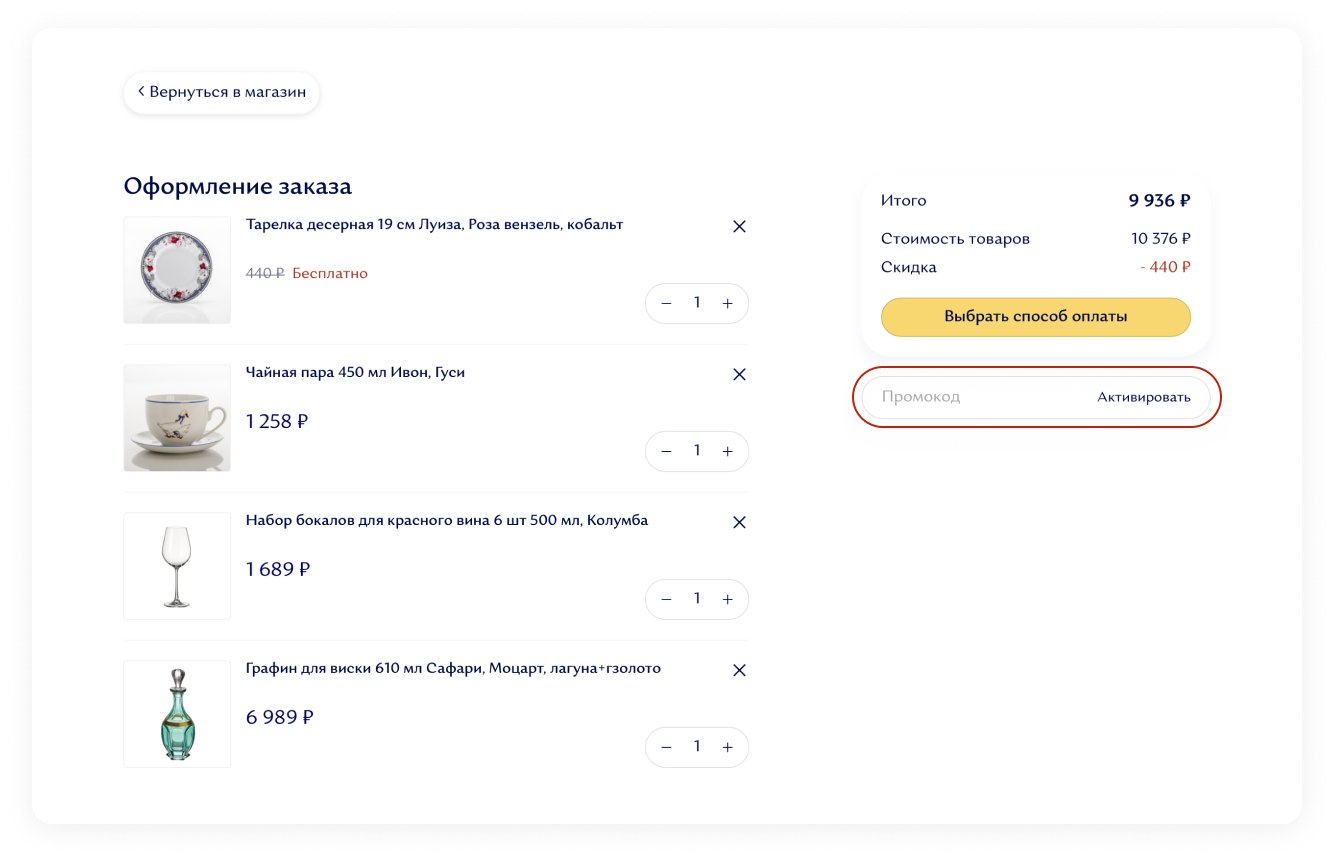 ‹ Вернуться в магазин
Оформление заказа
Тарелка десерная 19 см Луиза, Роза вензель, кобальт
440 ₽ Бесплатно
− 1 +
Чайная пара 450 мл Ивон, Гуси
1 258 ₽
− 1 +
Набор бокалов для красного вина 6 шт 500 мл, Колумба
1 689 ₽
− 1 +
Графин для виски 610 мл Сафари, Моцарт, лагуна+гзолото
6 989 ₽
− 1 +
Итого 9 936 ₽
Стоимость товаров 10 376 ₽
Скидка - 440 ₽
Выбрать способ оплаты
Промокод Активировать